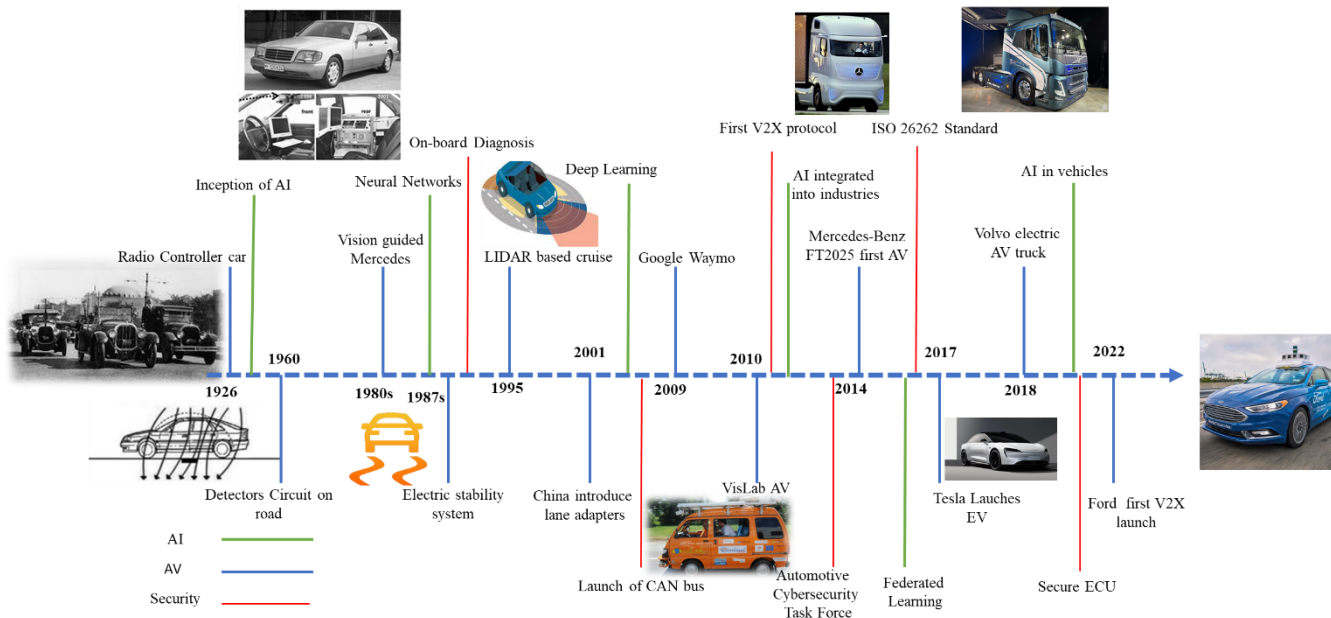 First V2X protocol
ISO 26262 Standard
On-board Diagnosis
Deep Learning
Inception of AI
Neural Networks
AI integrated
into industries
AI in vehicles
Radio Controller car
Vision guided
Mercedes
LIDAR based cruise
Google Waymo
Mercedes-Benz
FT2025 first AV
Volvo electric
AV truck
front
rear
1926
1960
1980s
1987s
1995
2001
2009
2010
2014
2017
2018
2022
Detectors Circuit on
road
Electric stability
system
China introduce
lane adapters
VisLab AV
Tesla Lauches
EV
Ford first V2X
launch
Launch of CAN bus
Automotive
Cybersecurity
Task Force
Federated
Learning
Secure ECU
AI
AV
Security
Ford